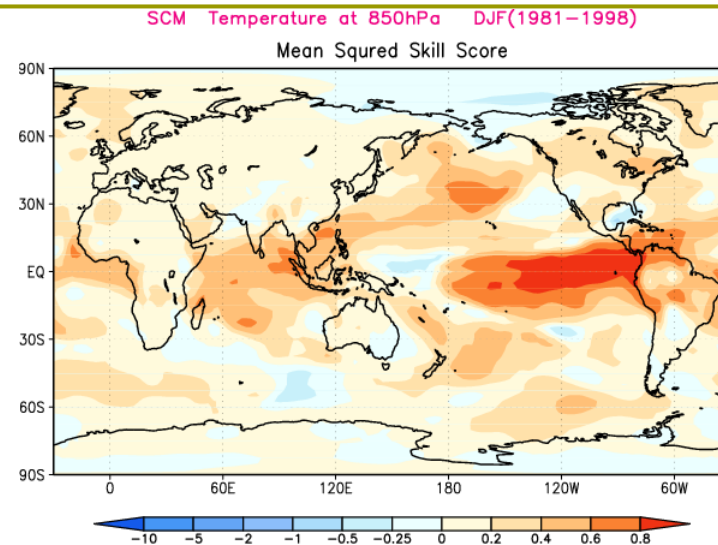 SCM Temperature at 850hPa DJF(1981-1998)
Mean Squred Skill Score
90N
60N
30N
EQ
30S
60S
90S
0 60E 120E 180 120W 60W
-10 -5 -2 -1 -0.5 -0.25 0 0.2 0.4 0.6 0.8